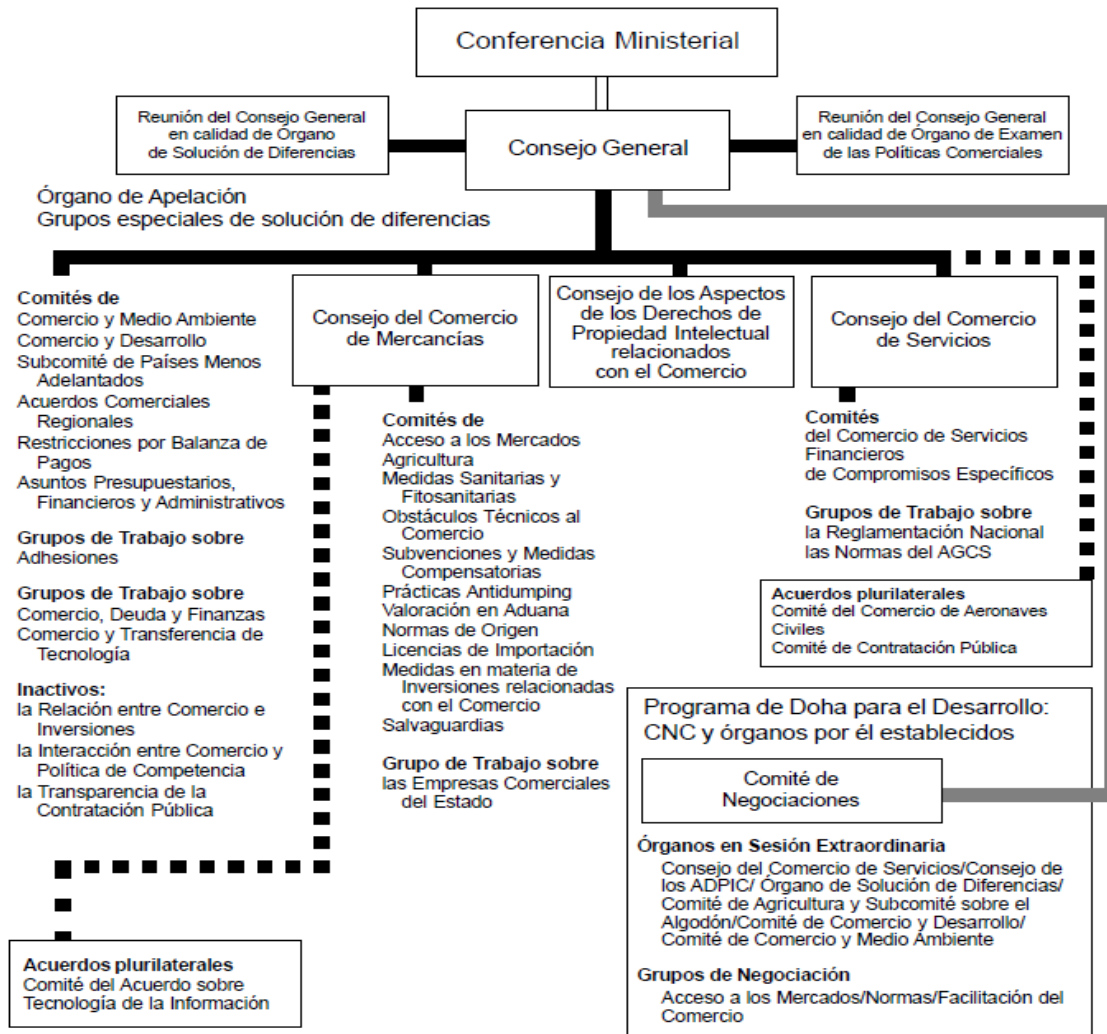 Conferencia Ministerial
Reunión del Consejo General
en calidad de Órgano
de Solución de Diferencias
Consejo General
Reunión del Consejo General
en calidad de Órgano de Examen
de las Políticas Comerciales
Órgano de Apelación
Grupos especiales de solución de diferencias
Comités de
Comercio y Medio Ambiente
Comercio y Desarrollo
Subcomité de Países Menos
Adelantados
Acuerdos Comerciales
Regionales
Restricciones por Balanza de
Pagos
Asuntos Presupuestarios,
Financieros y Administrativos
Grupos de Trabajo sobre
Adhesiones
Grupos de Trabajo sobre
Comercio, Deuda y Finanzas
Comercio y Transferencia de
Tecnología
Inactivos:
la Relación entre Comercio e
Inversiones
la Interacción entre Comercio y
Política de Competencia
la Transparencia de la
Contratación Pública
Consejo del Comercio
de Mercancías
Comités de
Acceso a los Mercados
Agricultura
Medidas Sanitarias y
Fitosanitarias
Obstáculos Técnicos al
Comercio
Subvenciones y Medidas
Compensatorias
Prácticas Antidumping
Valoración en Aduana
Normas de Origen
Licencias de Importación
Medidas en materia de
Inversiones relacionadas
con el Comercio
Salvaguardias
Grupo de Trabajo sobre
las Empresas Comerciales
del Estado
Consejo de los Aspectos
de los Derechos de
Propiedad Intelectual
relacionados
con el Comercio
Consejo del Comercio
de Servicios
Comités
del Comercio de Servicios
Financieros
de Compromisos Específicos
Grupos de Trabajo sobre
la Reglamentación Nacional
las Normas del AGCS
Acuerdos plurilaterales
Comité del Comercio de Aeronaves
Civiles
Comité de Contratación Pública
Programa de Doha para el Desarrollo:
CNC y órganos por él establecidos
Comité de
Negociaciones
Órganos en Sesión Extraordinaria
Consejo del Comercio de Servicios/Consejo de
los ADPIC/ Órgano de Solución de Diferencias/
Comité de Agricultura y Subcomité sobre el
Algodón/Comité de Comercio y Desarrollo/
Comité de Comercio y Medio Ambiente
Grupos de Negociación
Acceso a los Mercados/Normas/Facilitación del
Comercio
Acuerdos plurilaterales
Comité del Acuerdo sobre
Tecnología de la Información